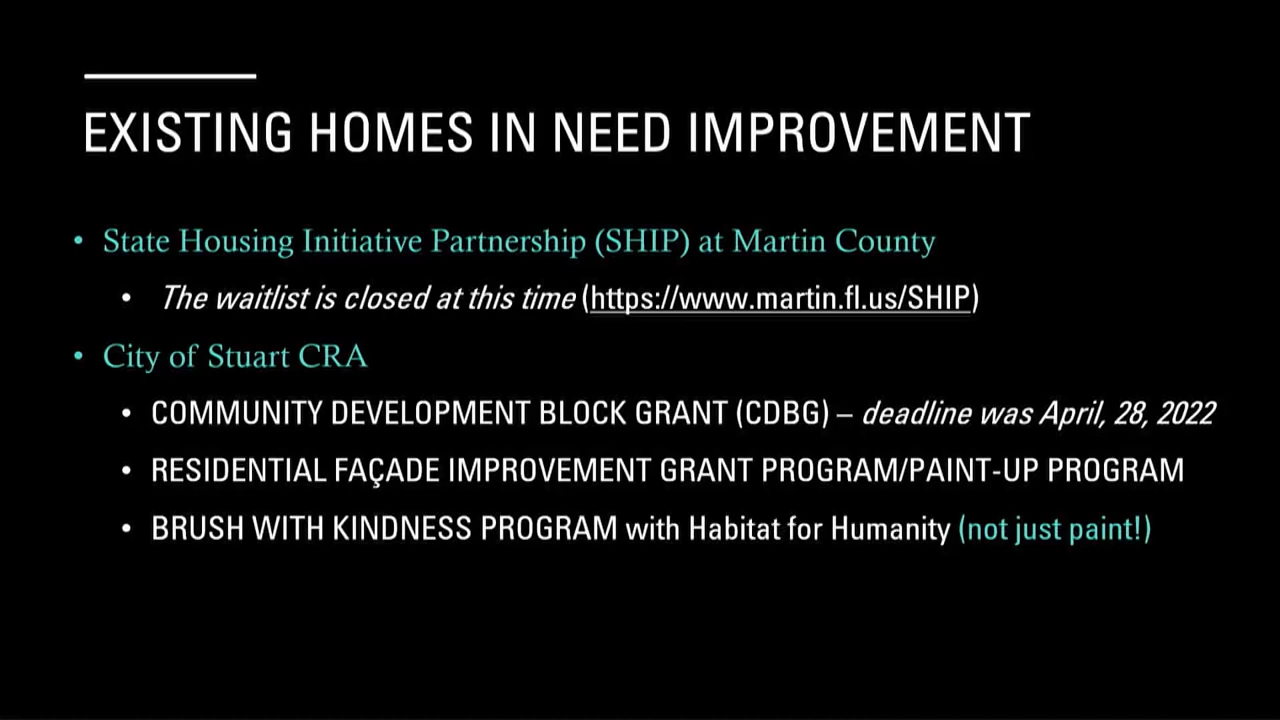 EXISTING HOMES IN NEED IMPROVEMENT
• State Housing Initiative Partnership (SHIP) at Martin County
• The waitlist is closed at this time (https://www.martin.fl.us/SHIP)
• City of Stuart CRA
• COMMUNITY DEVELOPMENT BLOCK GRANT (CDBG) – deadline was April, 28, 2022
• RESIDENTIAL FAÇADE IMPROVEMENT GRANT PROGRAM/PAINT-UP PROGRAM
• BRUSH WITH KINDNESS PROGRAM with Habitat for Humanity (not just paint!)